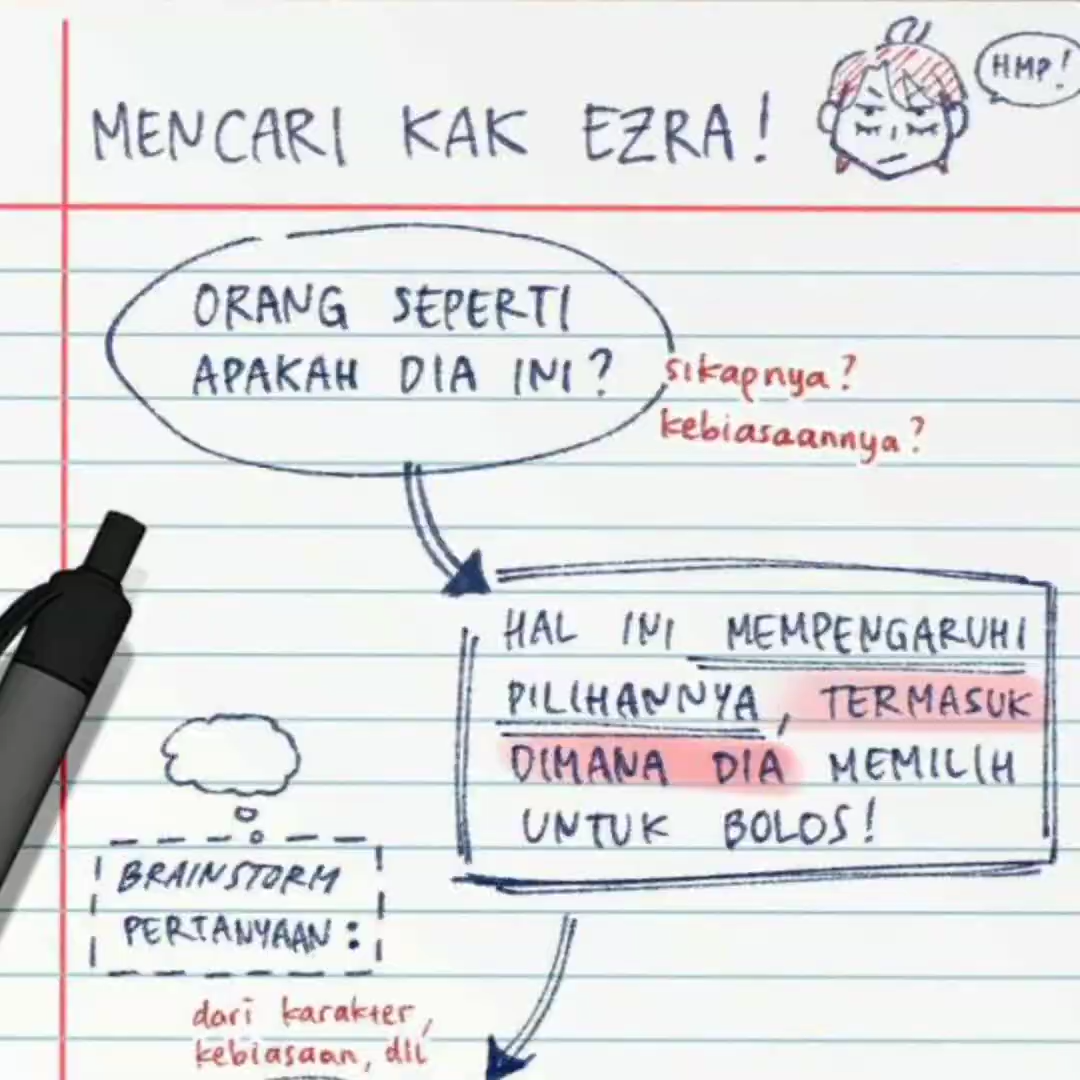 MENCARI KAK EZRA!
HMP!
ORANG SEPERTI
APAKAH DIA INI?
sikapnya?
kebiasaannya?
HAL INI MEMPENGARUHI
PILIHANNYA, TERMASUK
DIMANA DIA MEMILIH
UNTUK BOLOS!
BRAINSTORM
PERTANYAAN:
dari karakter,
kebiasaan, dll